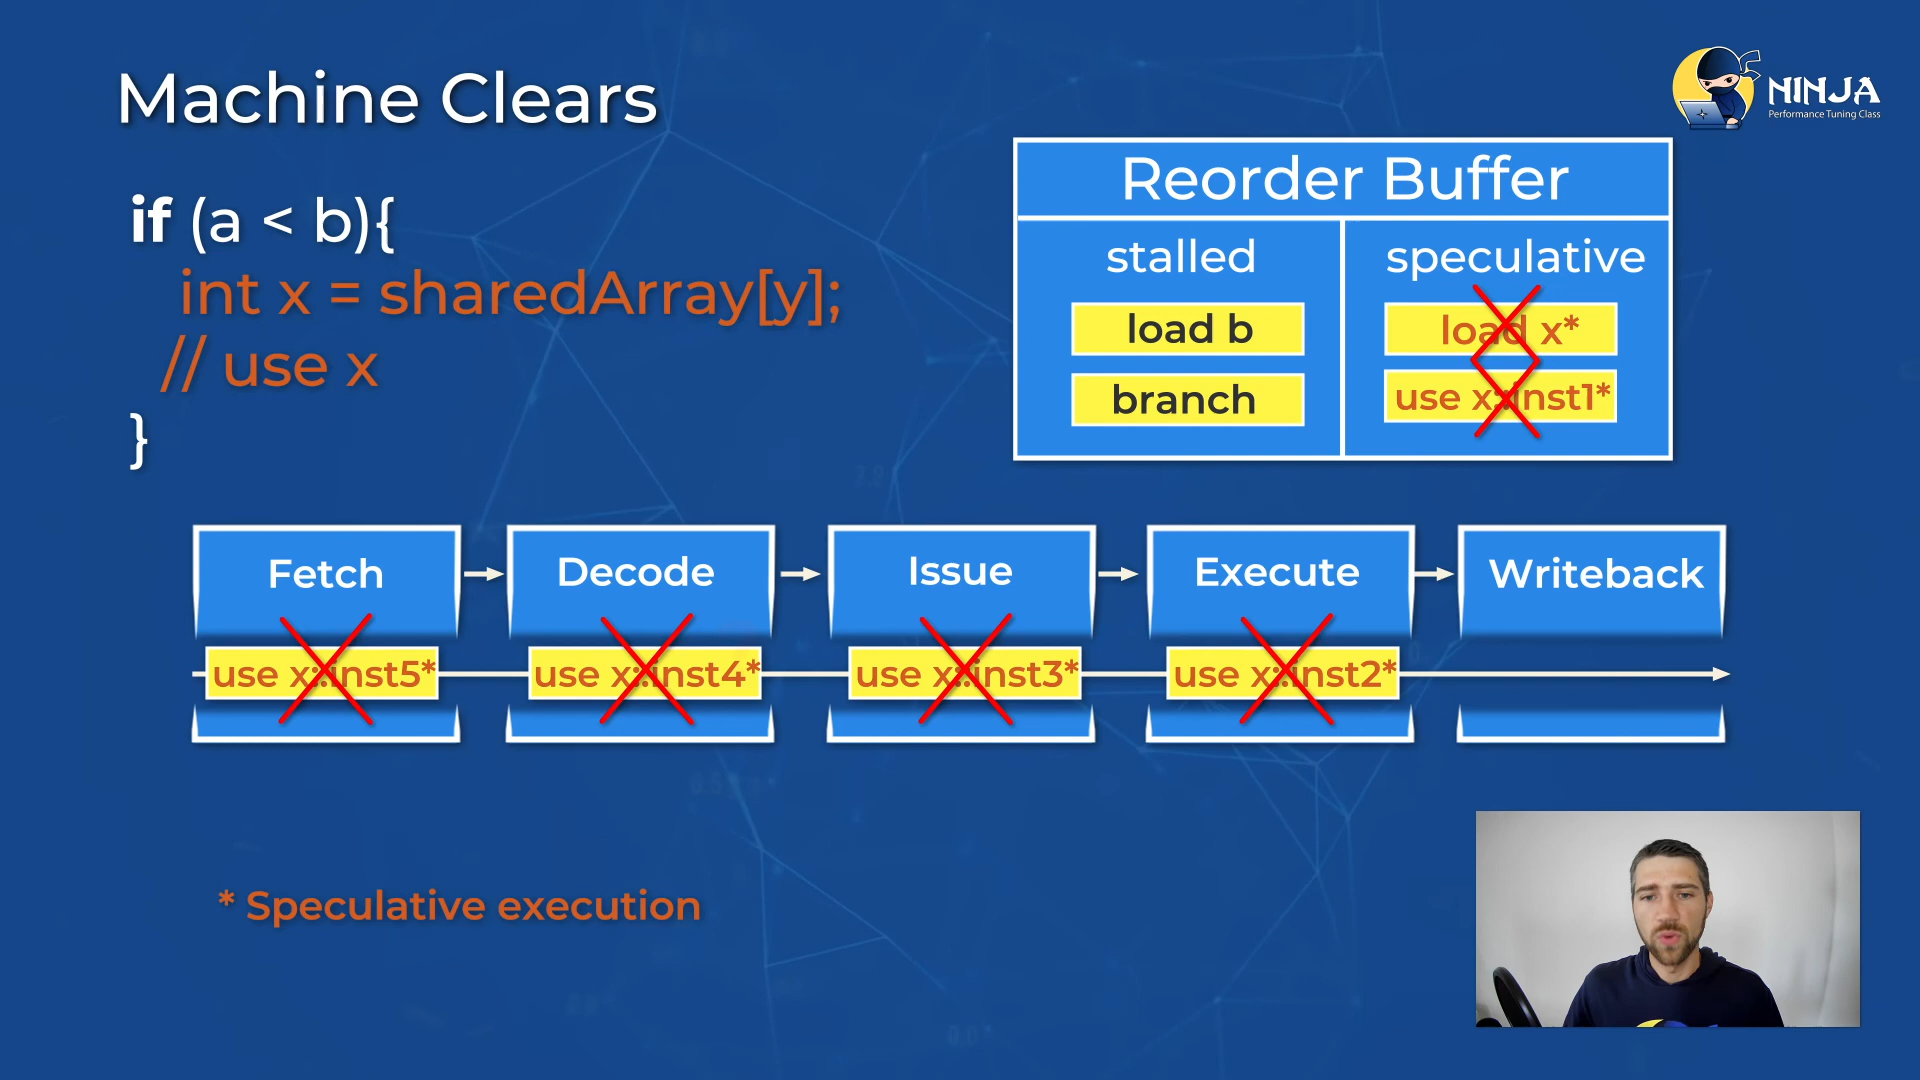 Machine Clears
NINJA
Performance Tuning Class
if (a < b){
int x = sharedArray[y];
// use x
}
Reorder Buffer
stalled
speculative
load b
load x*
branch
use x::inst1*
Fetch
Decode
Issue
Execute
Writeback
use x::inst5*
use x::inst4*
use x::inst3*
use x::inst2*
* Speculative execution